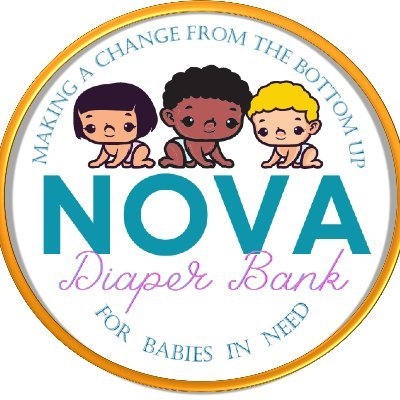 MAKING A CHANGE FROM THE BOTTOM UP
NOVA
Diaper Bank
FOR BABIES IN NEED